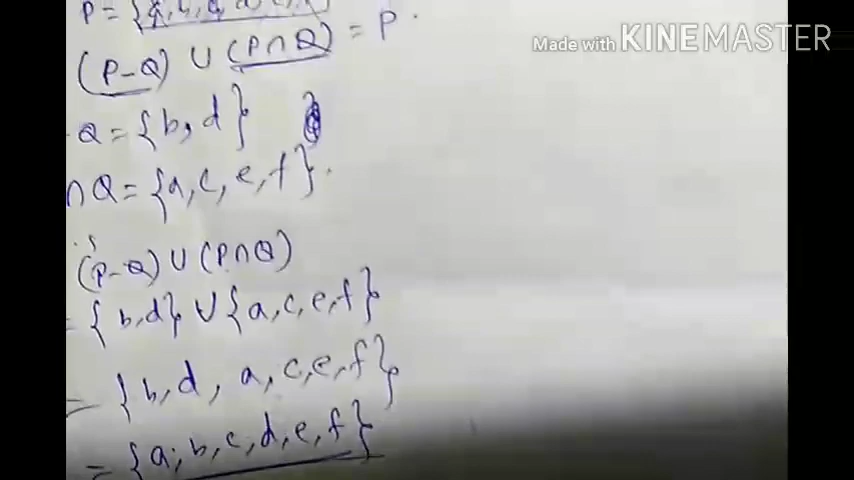 P = {a, b, c, d, e, f}
Made with KINEMASTER
(P-Q) ∪ (P∩Q) = P.
-Q = {b, d}
∩Q = {a, c, e, f}.
(P-Q) ∪ (P∩Q)
= {b, d} ∪ {a, c, e, f}
= {b, d, a, c, e, f}
= {a, b, c, d, e, f}